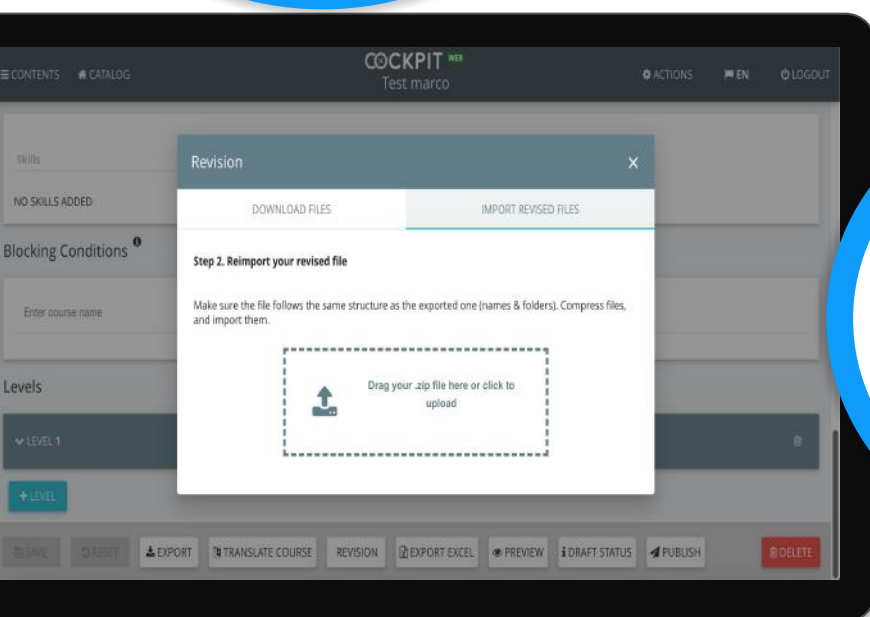 COCKPIT WEB
CONTENTS CATALOG Test marco ACTIONS EN LOGOUT
Skills
NO SKILLS ADDED
Blocking Conditions
Enter course name
Levels
LEVEL 1
+ LEVEL
Revision X
DOWNLOAD FILES IMPORT REVISED FILES
Step 2. Reimport your revised file
Make sure the file follows the same structure as the exported one (names & folders). Compress files,
and import them.
Drag your .zip file here or click to
upload
SAVE RESET EXPORT TRANSLATE COURSE REVISION EXPORT EXCEL PREVIEW DRAFT STATUS PUBLISH DELETE